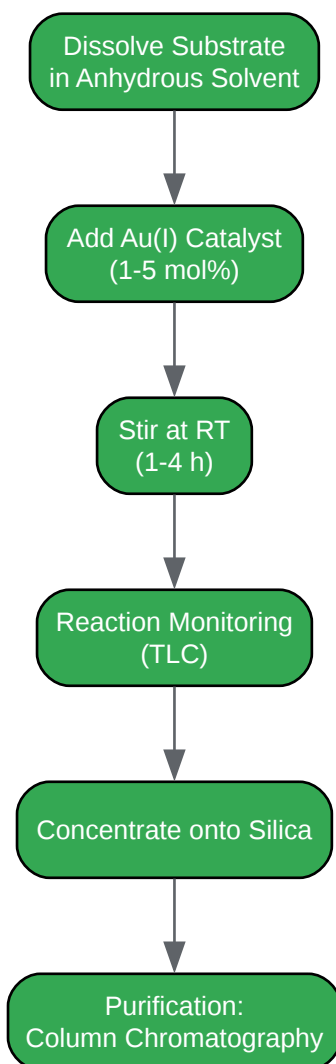 Dissolve Substrate
in Anhydrous Solvent
Add Au(I) Catalyst
(1-5 mol%)
Stir at RT
(1-4 h)
Reaction Monitoring
(TLC)
Concentrate onto Silica
Purification:
Column Chromatography